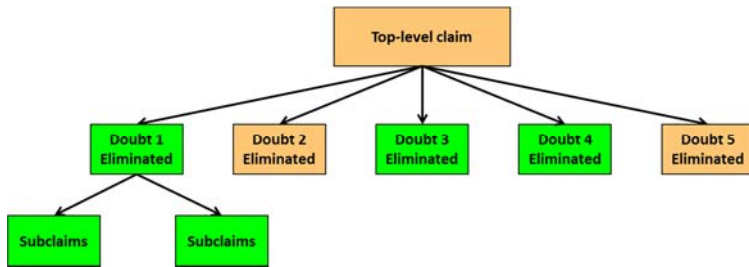 Top-level claim
Doubt 1
Eliminated
Doubt 2
Eliminated
Doubt 3
Eliminated
Doubt 4
Eliminated
Doubt 5
Eliminated
Subclaims
Subclaims